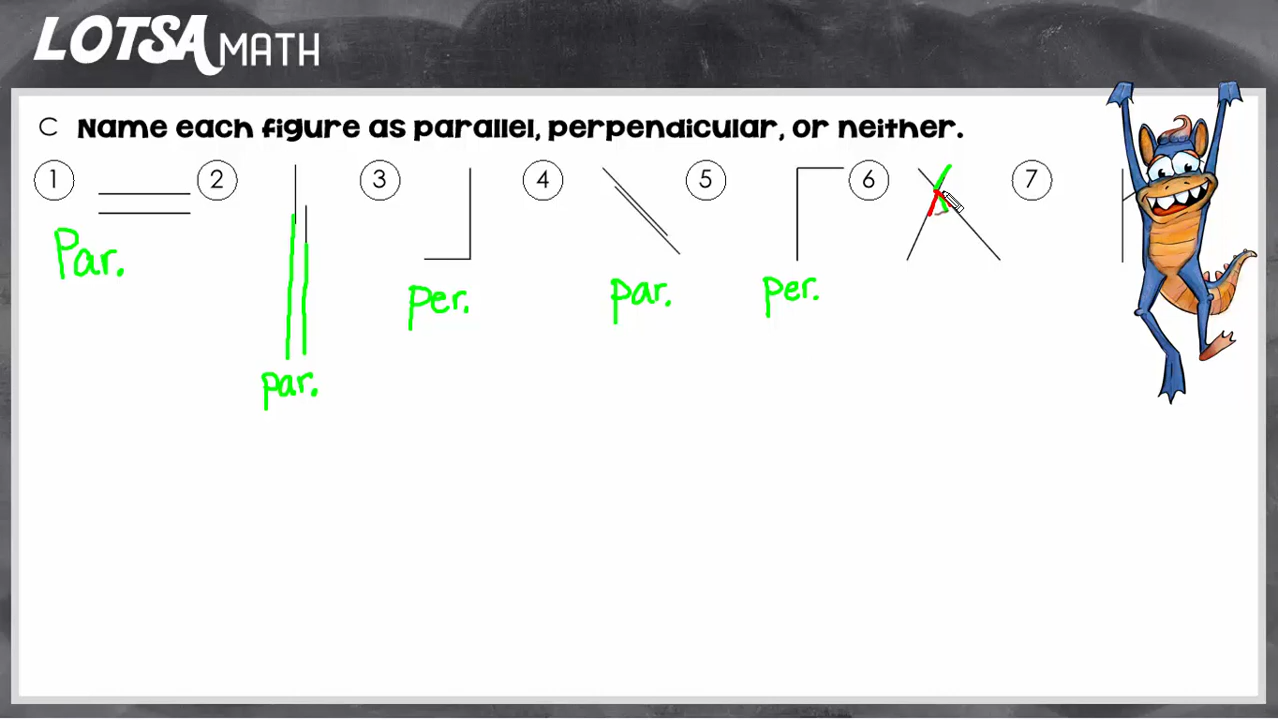 LOTSA MATH
C Name each figure as parallel, perpendicular, or neither.
1 2 3 4 5 6 7
Par. par. per. par. per.